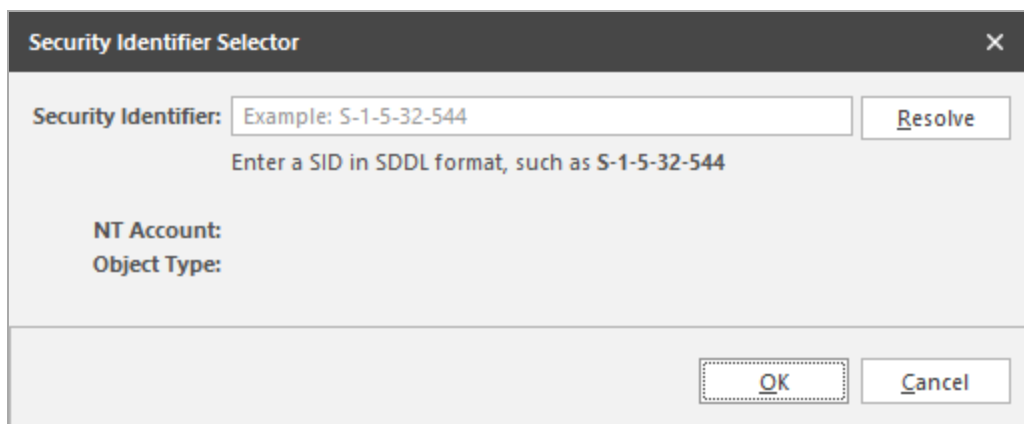 Security Identifier Selector
Security Identifier: Example: S-1-5-32-544 Resolve
Enter a SID in SDDL format, such as S-1-5-32-544
NT Account:
Object Type:
OK Cancel